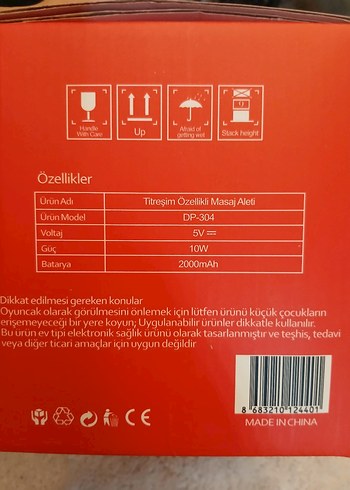 Handle
With Care
Up
Afraid of
getting wet
Stack height
Özellikler
Ürün Adı Titreşim Özellikli Masaj Aleti
Ürün Model DP-304
Voltaj 5V
Güç 10W
Batarya 2000mAh
Dikkat edilmesi gereken konular
Oyuncak olarak görülmesini önlemek için lütfen ürünü küçük çocukların
erişemeyeceği bir yere koyun; Uygulanabilir ürünler dikkatle kullanılır.
Bu ürün ev tipi elektronik sağlık ürünü olarak tasarlanmıştır ve teşhis, tedavi
veya diğer ticari amaçlar için uygun değildir
8 683210 124401
MADE IN CHINA
CE